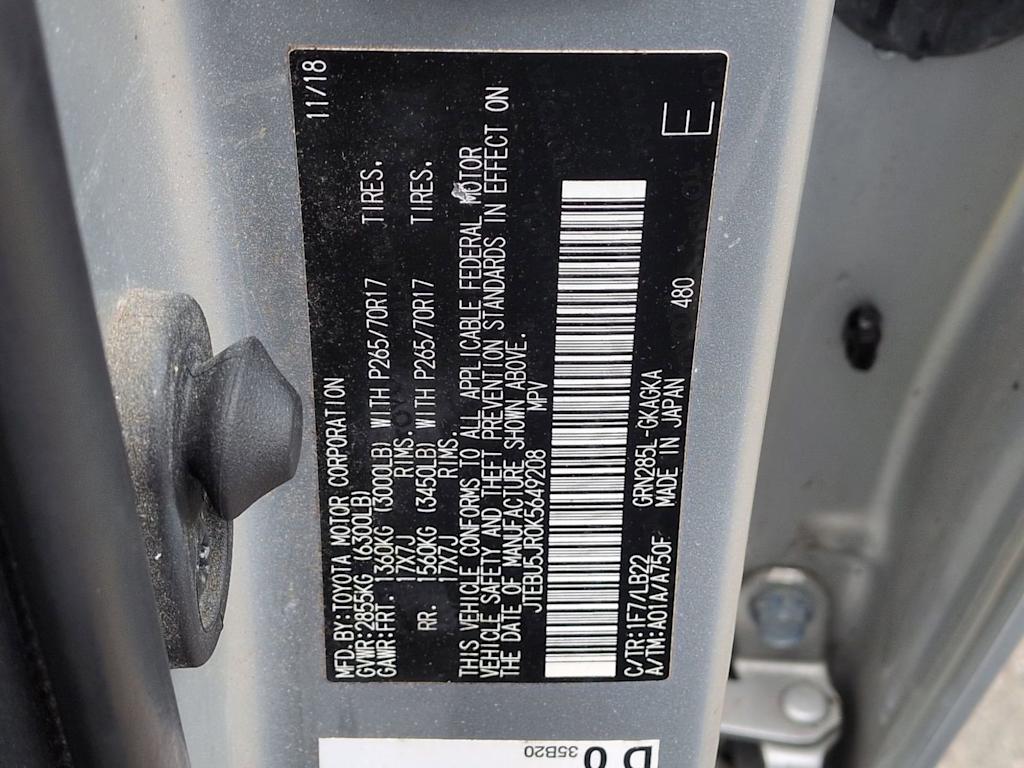 MFD. BY: TOYOTA MOTOR CORPORATION 11/18
GVWR: 2855KG (6300LB)
GAWR: FRT. 1360KG (3000LB) WITH P265/70R17 TIRES.
17X7J RIMS.
RR. 1560KG (3450LB) WITH P265/70R17 TIRES.
17X7J RIMS.
THIS VEHICLE CONFORMS TO ALL APPLICABLE FEDERAL MOTOR
VEHICLE SAFETY AND THEFT PREVENTION STANDARDS IN EFFECT ON
THE DATE OF MANUFACTURE SHOWN ABOVE.
JTEBU5JR0K5649208 MPV
C/TR: 1F7/LB22 GRN285L-GKAGKA 480
A/TM: A01A/A750F MADE IN JAPAN E
35B20